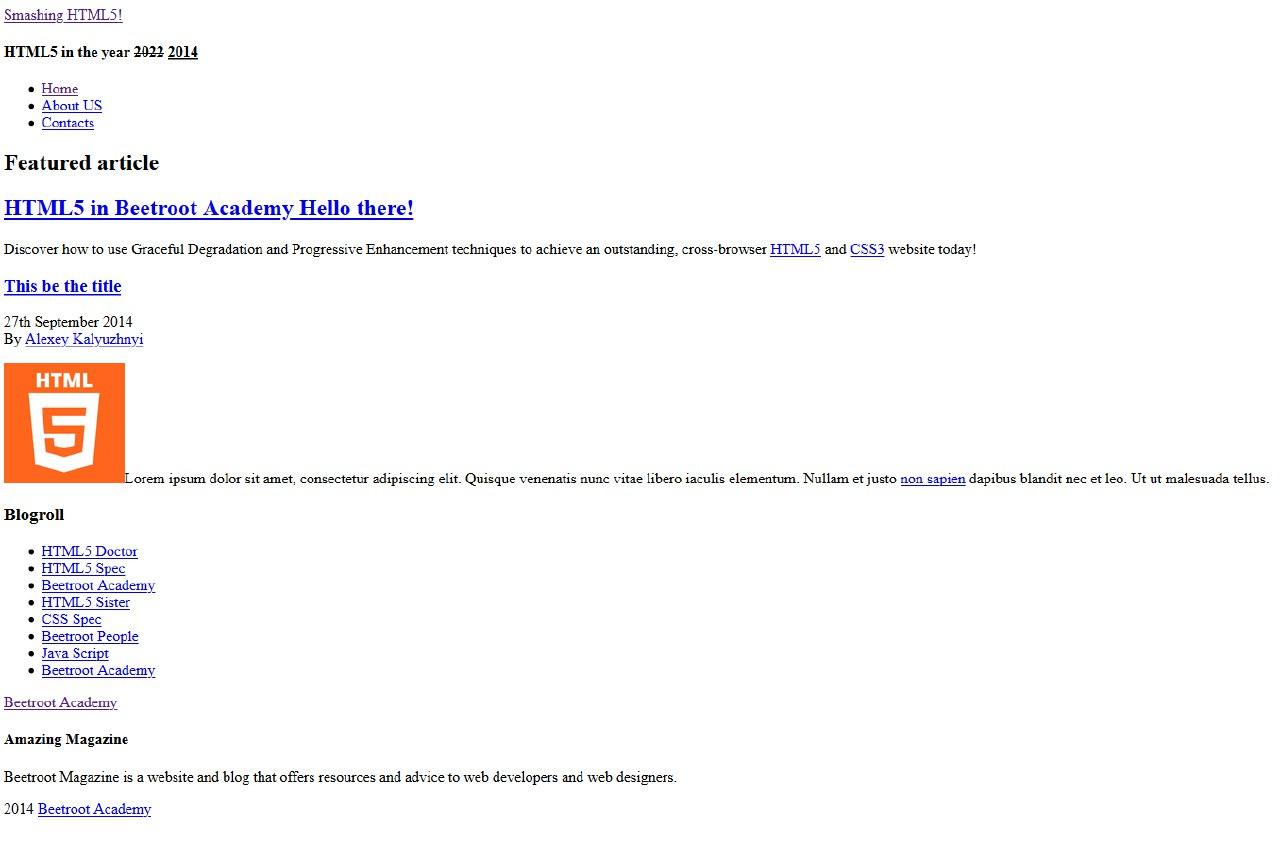 Smashing HTML5!
HTML5 in the year 2022 2014
Home
About US
Contacts
Featured article
HTML5 in Beetroot Academy Hello there!
Discover how to use Graceful Degradation and Progressive Enhancement techniques to achieve an outstanding, cross-browser HTML5 and CSS3 website today!
This be the title
27th September 2014
By Alexey Kalyuzhnyi
HTML
5
Lorem ipsum dolor sit amet, consectetur adipiscing elit. Quisque venenatis nunc vitae libero iaculis elementum. Nullam et justo non sapien dapibus blandit nec et leo. Ut ut malesuada tellus.
Blogroll
HTML5 Doctor
HTML5 Spec
Beetroot Academy
HTML5 Sister
CSS Spec
Beetroot People
Java Script
Beetroot Academy
Beetroot Academy
Amazing Magazine
Beetroot Magazine is a website and blog that offers resources and advice to web developers and web designers.
2014 Beetroot Academy